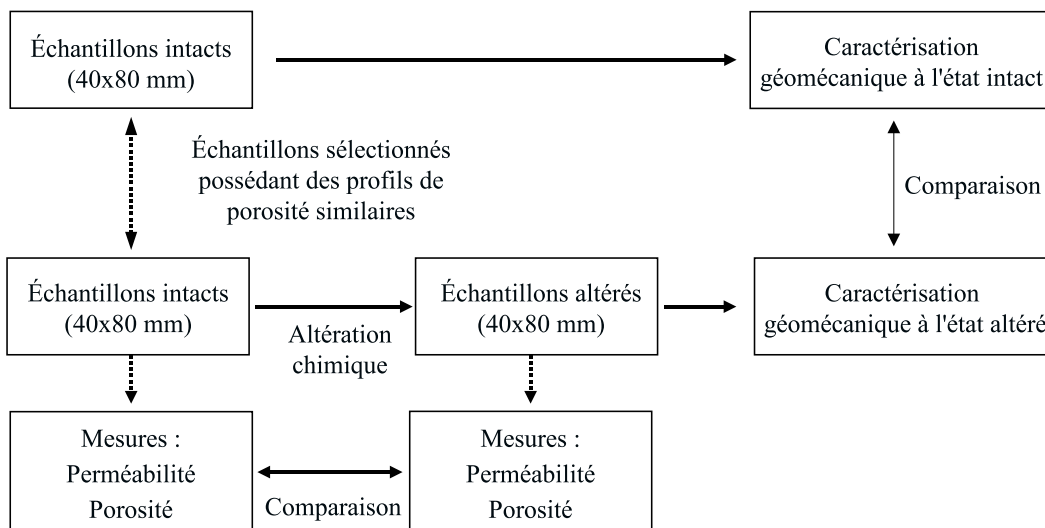 Échantillons intacts
(40x80 mm)
Caractérisation
géomécanique à l'état intact
Échantillons sélectionnés
possédant des profils de
porosité similaires
Comparaison
Échantillons intacts
(40x80 mm)
Altération
chimique
Échantillons altérés
(40x80 mm)
Caractérisation
géomécanique à l'état altéré
Mesures :
Perméabilité
Porosité
Comparaison
Mesures :
Perméabilité
Porosité